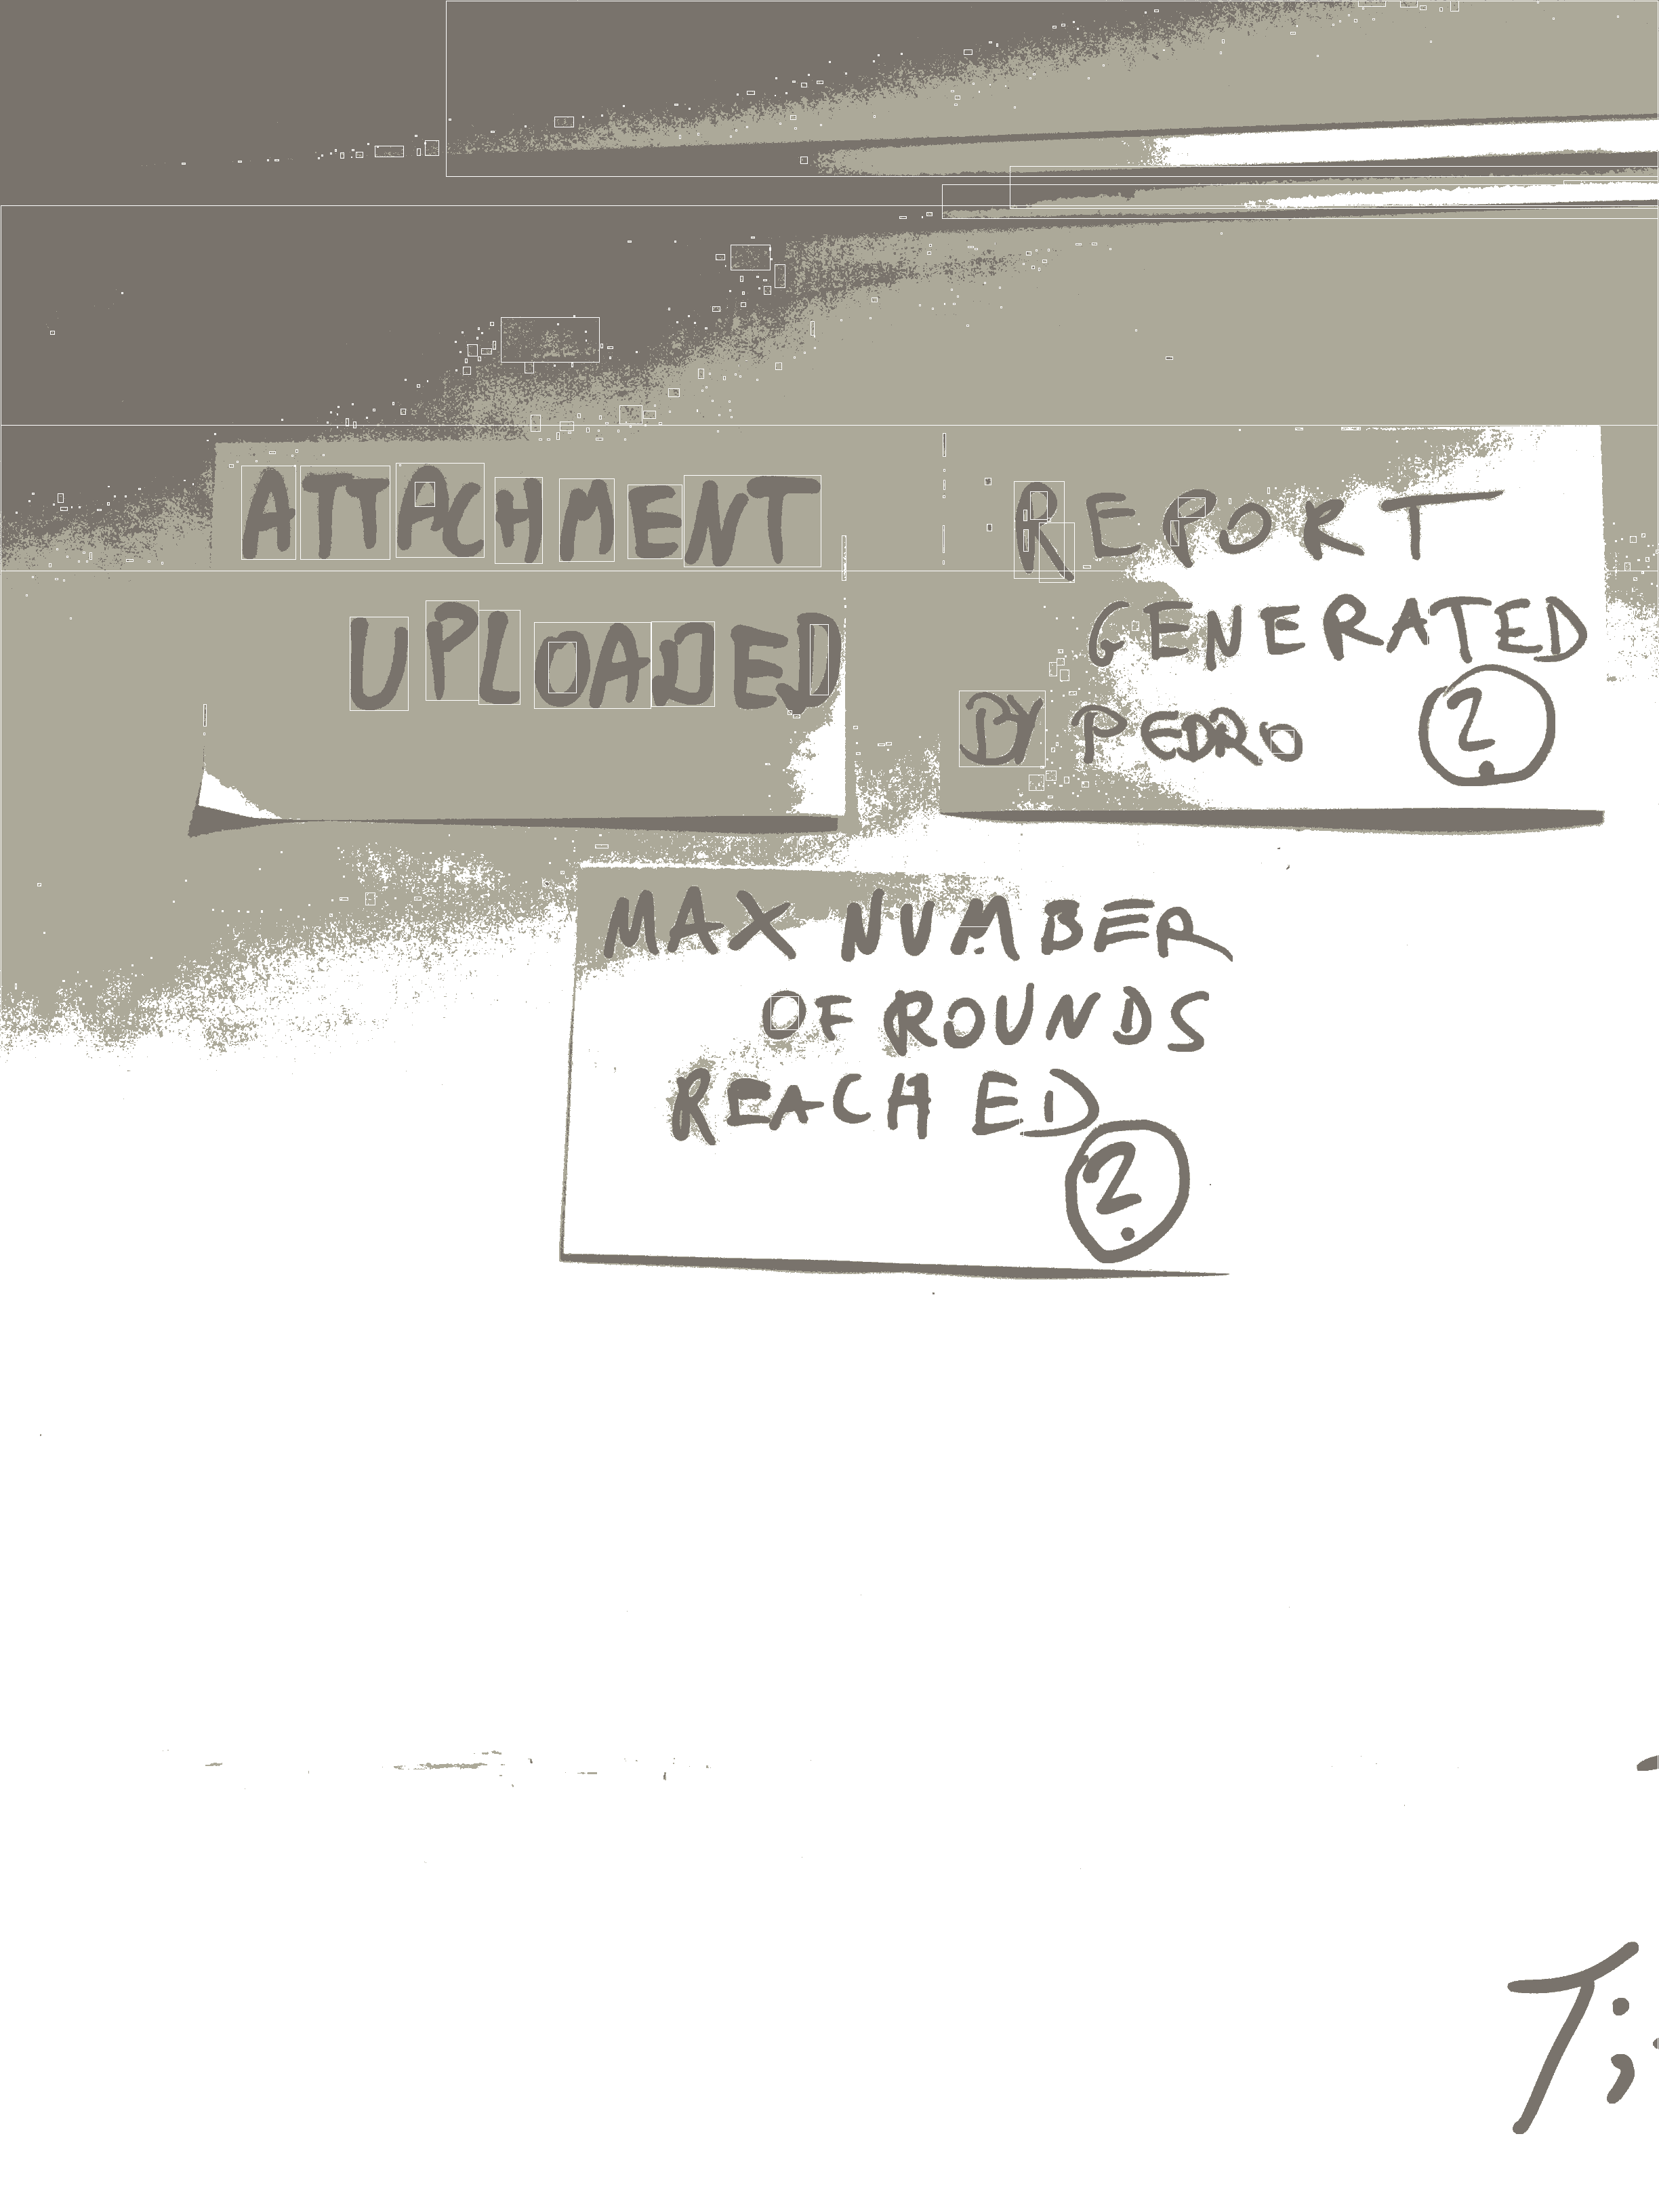 ATTACHMENT
UPLOADED
REPORT
GENERATED
BY PEDRO
?
MAX NUMBER
OF ROUNDS
REACHED
?